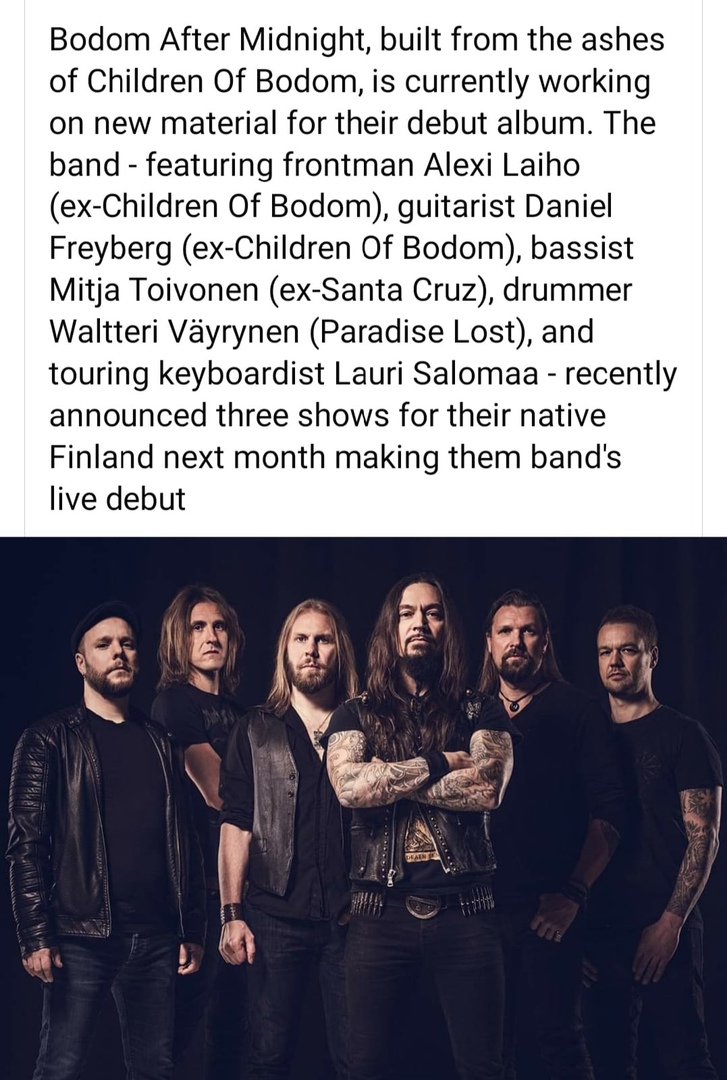 Bodom After Midnight, built from the ashes
of Children Of Bodom, is currently working
on new material for their debut album. The
band - featuring frontman Alexi Laiho
(ex-Children Of Bodom), guitarist Daniel
Freyberg (ex-Children Of Bodom), bassist
Mitja Toivonen (ex-Santa Cruz), drummer
Waltteri Väyrynen (Paradise Lost), and
touring keyboardist Lauri Salomaa - recently
announced three shows for their native
Finland next month making them band's
live debut